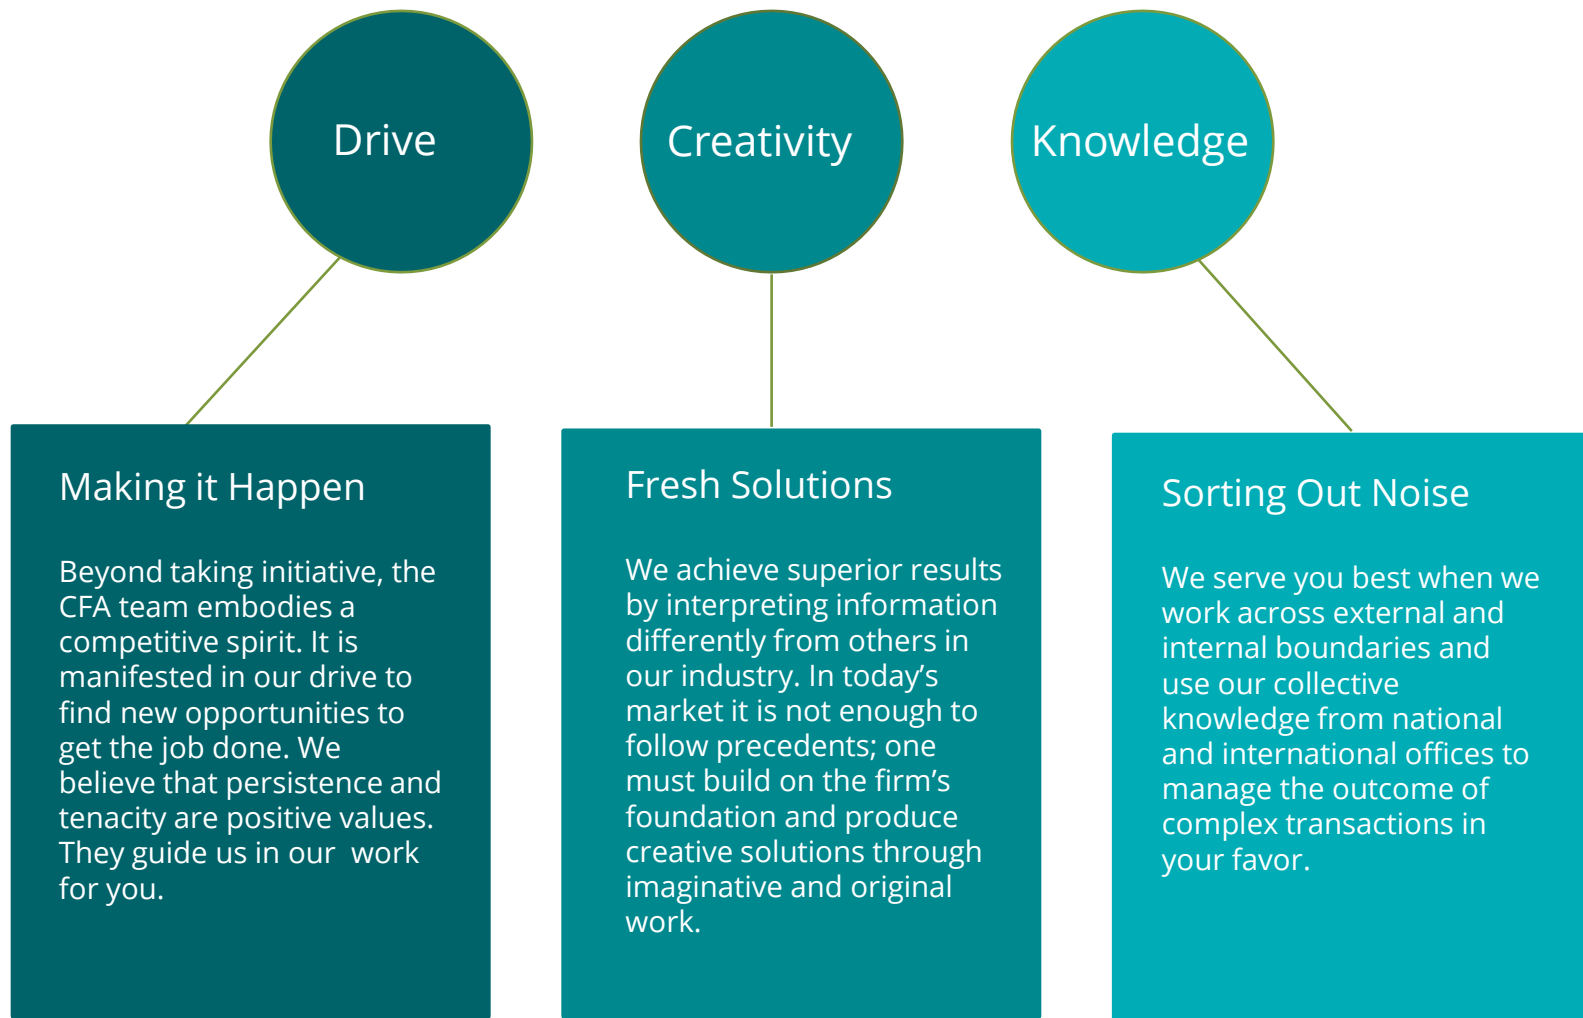 Drive
Creativity
Knowledge
Making it Happen
Beyond taking initiative, the
CFA team embodies a
competitive spirit. It is
manifested in our drive to
find new opportunities to
get the job done. We
believe that persistence and
tenacity are positive values.
They guide us in our  work
for you.
Fresh Solutions
We achieve superior results
by interpreting information
differently from others in
our industry. In today’s
market it is not enough to
follow precedents; one
must build on the firm’s
foundation and produce
creative solutions through
imaginative and original
work.
Sorting Out Noise
We serve you best when we
work across external and
internal boundaries and
use our collective
knowledge from national
and international offices to
manage the outcome of
complex transactions in
your favor.